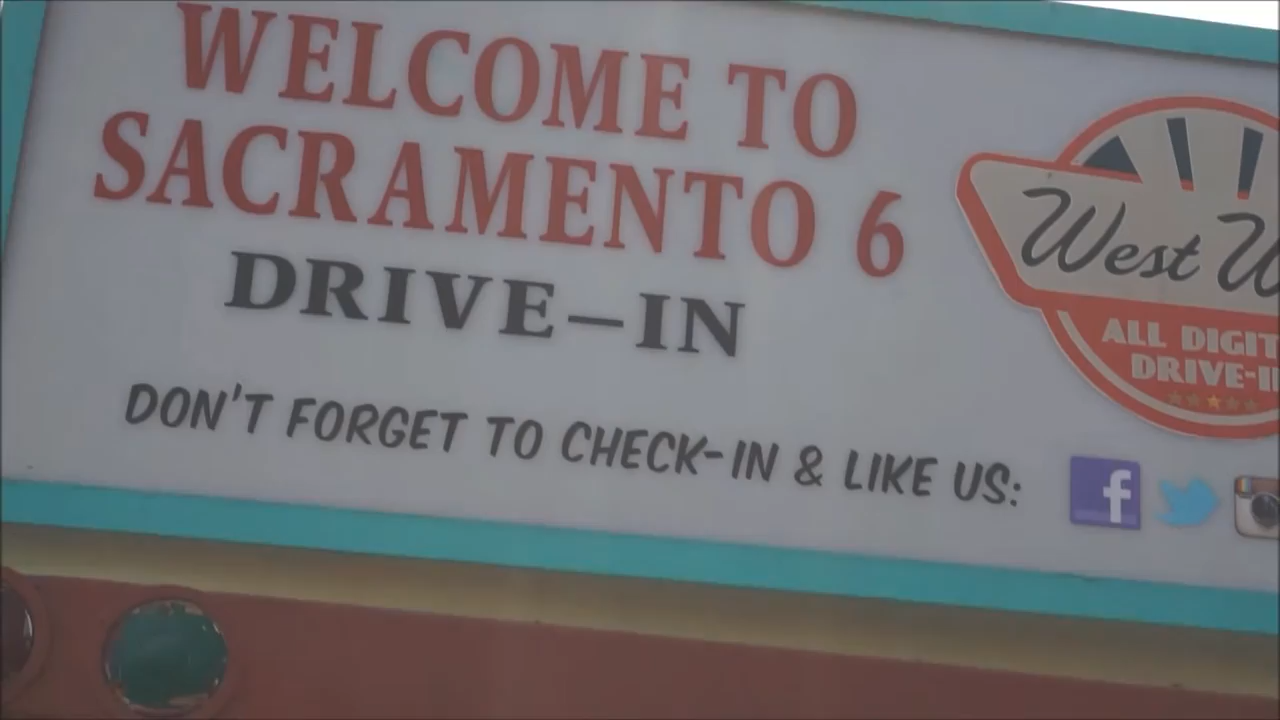 WELCOME TO
SACRAMENTO 6
DRIVE–IN
DON'T FORGET TO CHECK-IN & LIKE US:
f
West
ALL DIGIT
DRIVE-I